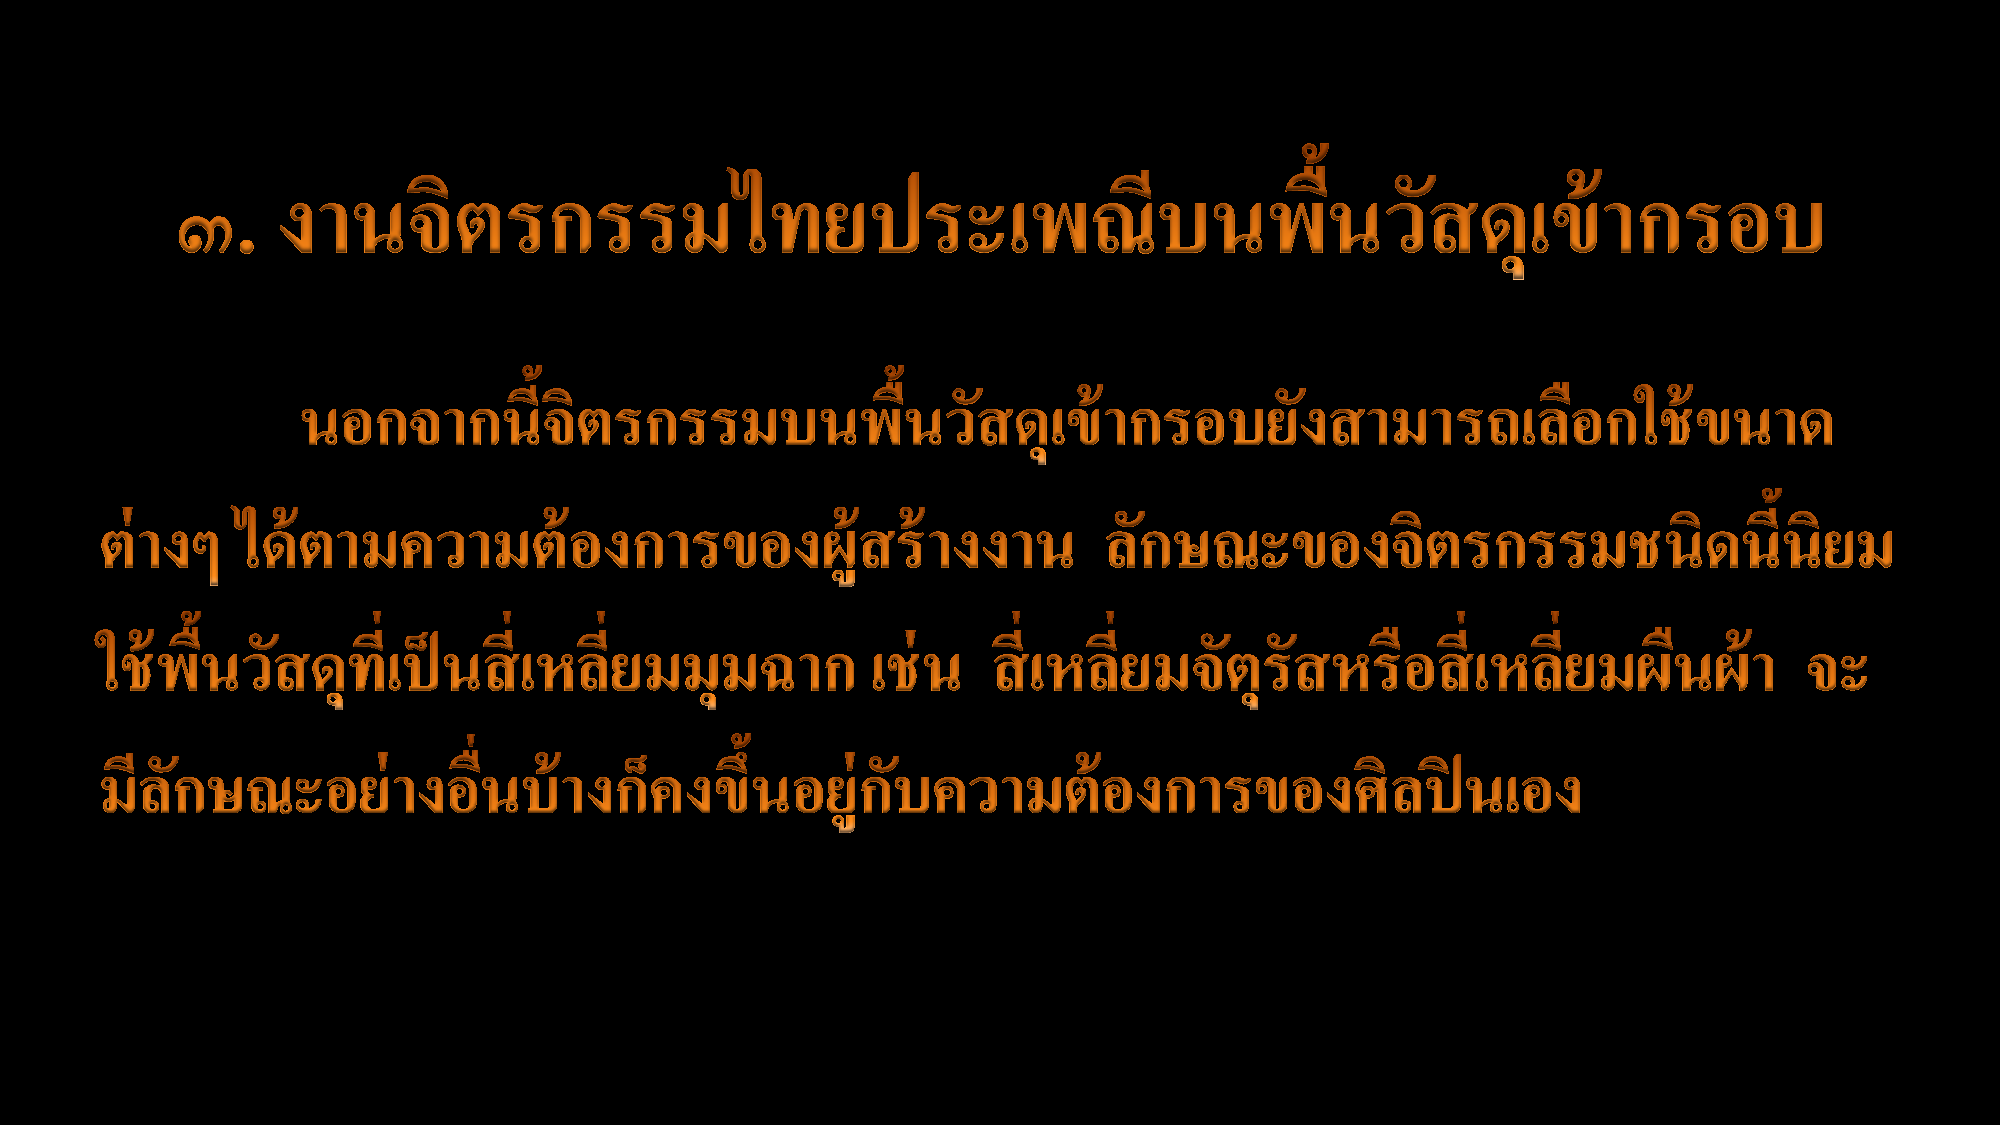 ๓. งานจิตรกรรมไทยประเพณีบนพื้นวัสดุเข้ากรอบ
นอกจากนี้จิตรกรรมบนพื้นวัสดุเข้ากรอบยังสามารถเลือกใช้ขนาด
ต่างๆ ได้ตามความต้องการของผู้สร้างงาน ลักษณะของจิตรกรรมชนิดนี้นิยม
ใช้พื้นวัสดุที่เป็นสี่เหลี่ยมมุมฉาก เช่น สี่เหลี่ยมจัตุรัสหรือสี่เหลี่ยมผืนผ้า จะ
มีลักษณะอย่างอื่นบ้างก็คงขึ้นอยู่กับความต้องการของศิลปินเอง